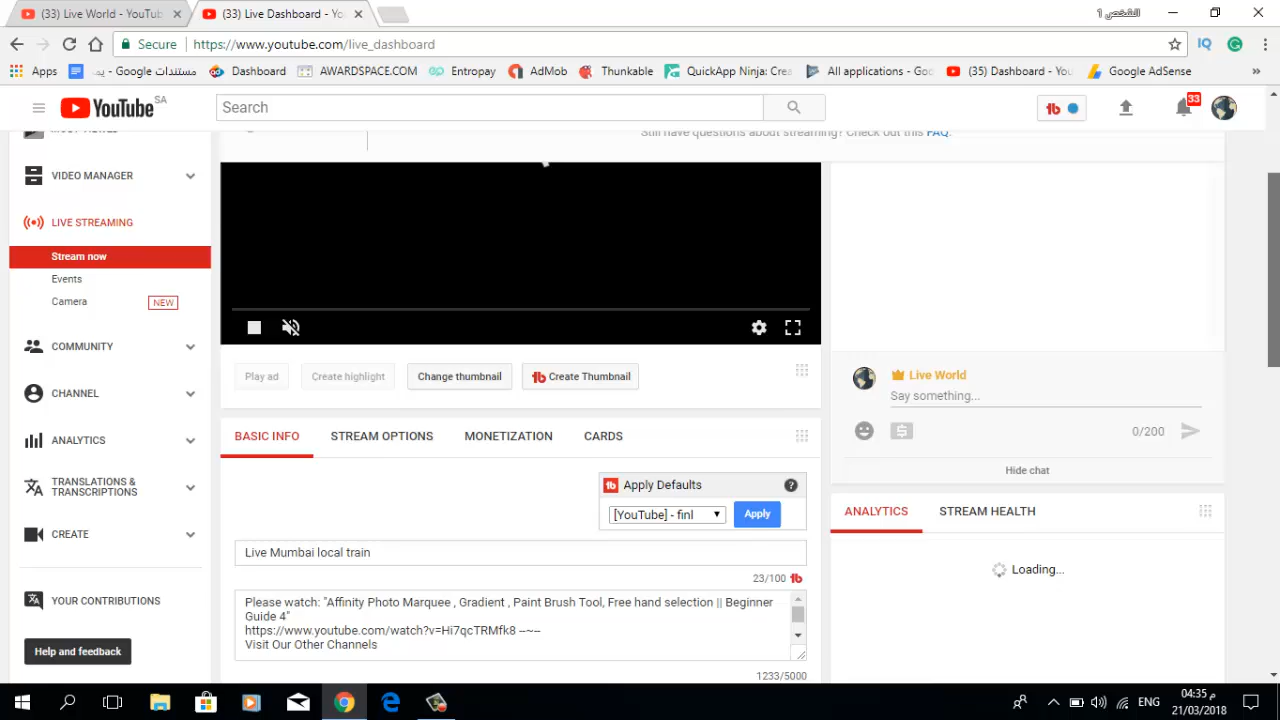 (33) Live World - YouTub
(33) Live Dashboard - Yo
الشخص 1
Secure
https://www.youtube.com/live_dashboard
Apps
مستندات Google - يد
Dashboard
AWARDSPACE.COM
Entropay
AdMob
Thunkable
QuickApp Ninja: Crea
All applications - Goo
(35) Dashboard - You
Google AdSense
YouTube SA
Search
33
MOST VIEWED
Still have questions about streaming? Check out this FAQ.
VIDEO MANAGER
LIVE STREAMING
Stream now
Events
Camera
NEW
COMMUNITY
CHANNEL
ANALYTICS
TRANSLATIONS &
TRANSCRIPTIONS
CREATE
YOUR CONTRIBUTIONS
Help and feedback
Play ad
Create highlight
Change thumbnail
Create Thumbnail
BASIC INFO
STREAM OPTIONS
MONETIZATION
CARDS
Apply Defaults
[YouTube] - finl
Apply
Live Mumbai local train
23/100
Please watch: "Affinity Photo Marquee , Gradient , Paint Brush Tool, Free hand selection || Beginner
Guide 4"
https://www.youtube.com/watch?v=Hi7qcTRMfk8 --~--
Visit Our Other Channels
1233/5000
Live World
Say something...
0/200
Hide chat
ANALYTICS
STREAM HEALTH
Loading...
ENG
04:35 م
21/03/2018